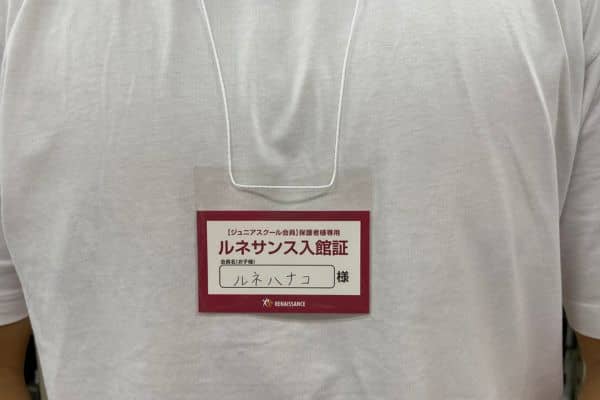 【ジュニアスクール会員】保護者様専用
ルネサンス入館証
会員名(お子様)
ルネハナコ 様
RENAISSANCE